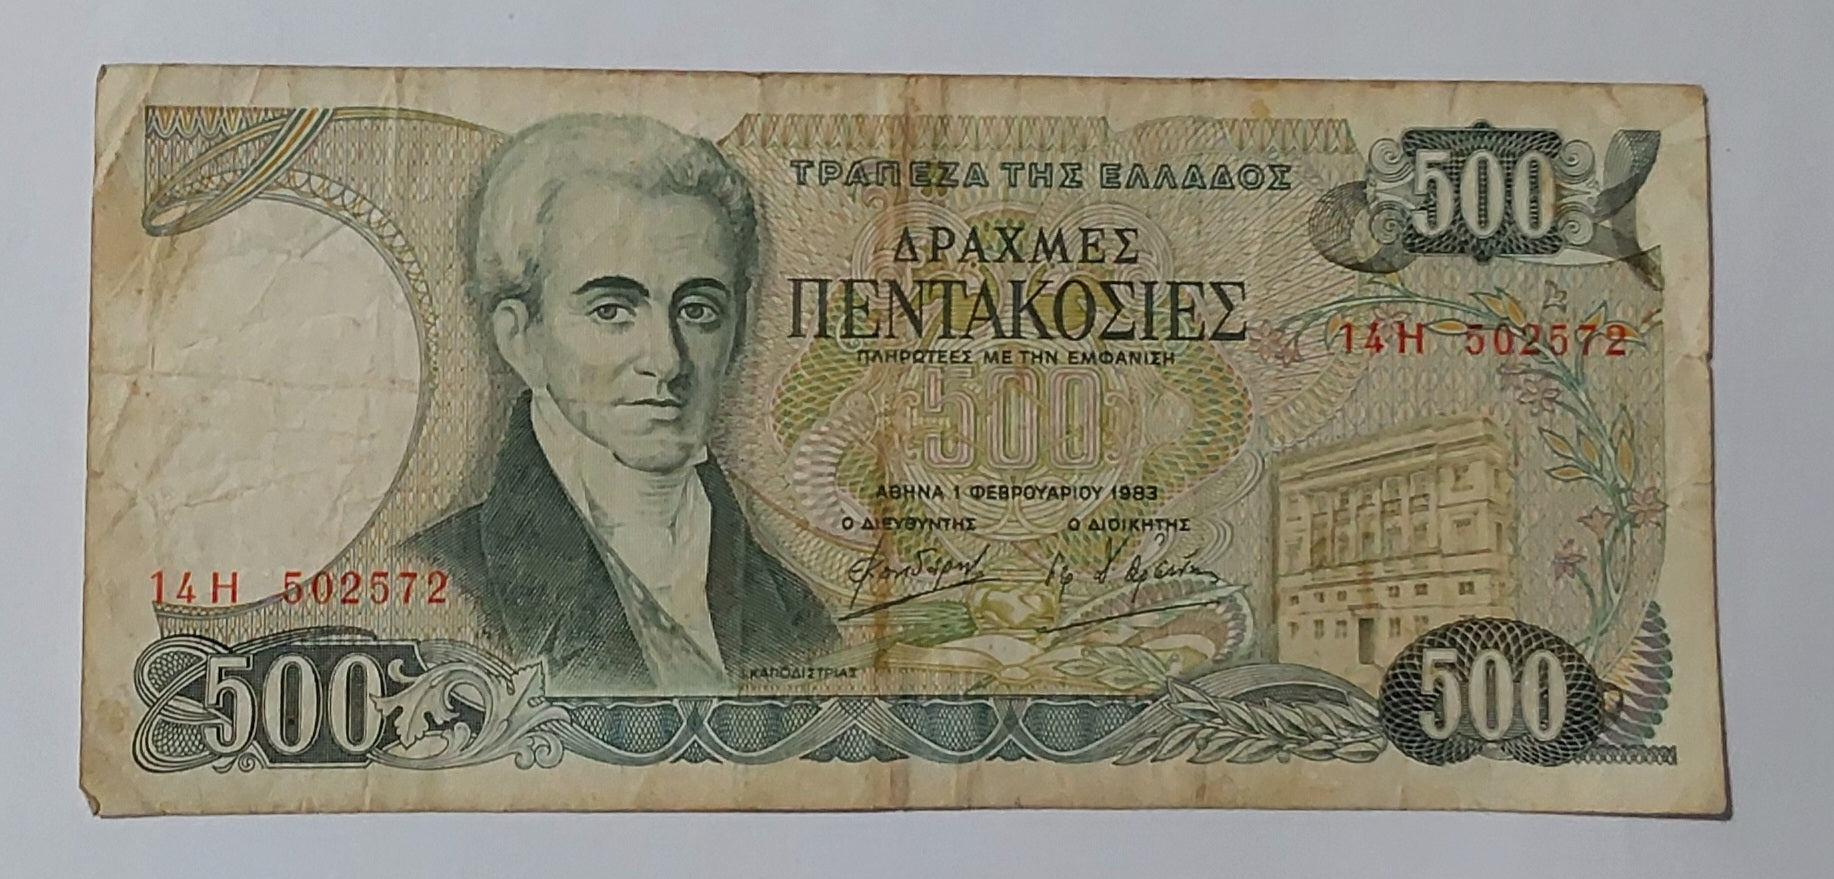 ΤΡΑΠΕΖΑ ΤΗΣ ΕΛΛΑΔΟΣ
500
ΔΡΑΧΜΕΣ
ΠΕΝΤΑΚΟΣΙΕΣ
14Η 502572
ΠΛΗΡΩΤΕΕΣ ΜΕ ΤΗΝ ΕΜΦΑΝΙΣΗ
500
ΑΘΗΝΑ 1 ΦΕΒΡΟΥΑΡΙΟΥ 1983
Ο ΔΙΕΥΘΥΝΤΗΣ Ο ΔΙΟΙΚΗΤΗΣ
14Η 502572
Ι. ΚΑΠΟΔΙΣΤΡΙΑΣ
500
500